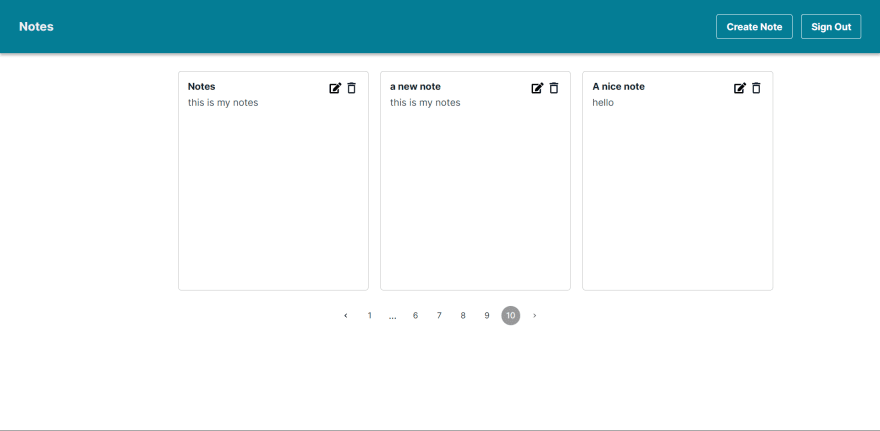 Notes
Create Note
Sign Out
Notes
this is my notes
a new note
this is my notes
A nice note
hello
‹ 1 ... 6 7 8 9 10 ›